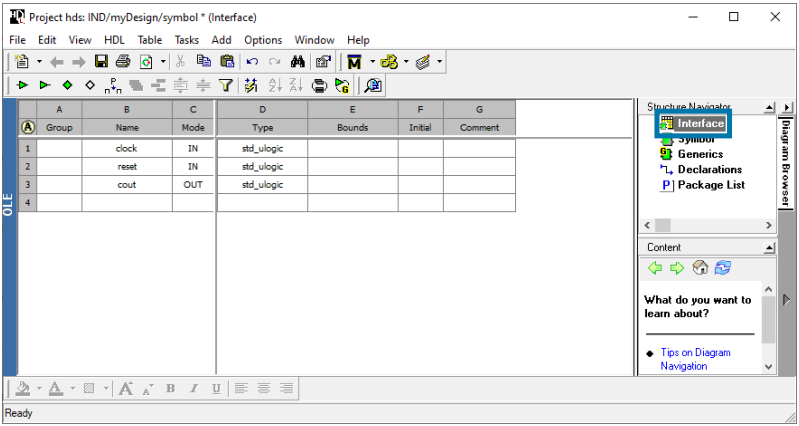 Project hds: IND/myDesign/symbol * (Interface)
File Edit View HDL Table Tasks Add Options Window Help
A B C D E F G
Group Name Mode Type Bounds Initial Comment
1 clock IN std_ulogic
2 reset IN std_ulogic
3 cout OUT std_ulogic
4
OLE
Structure Navigator
Interface
Symbol
Generics
Declarations
Package List
Diagram Browser
Content
What do you want to
learn about?
Tips on Diagram
Navigation
Ready